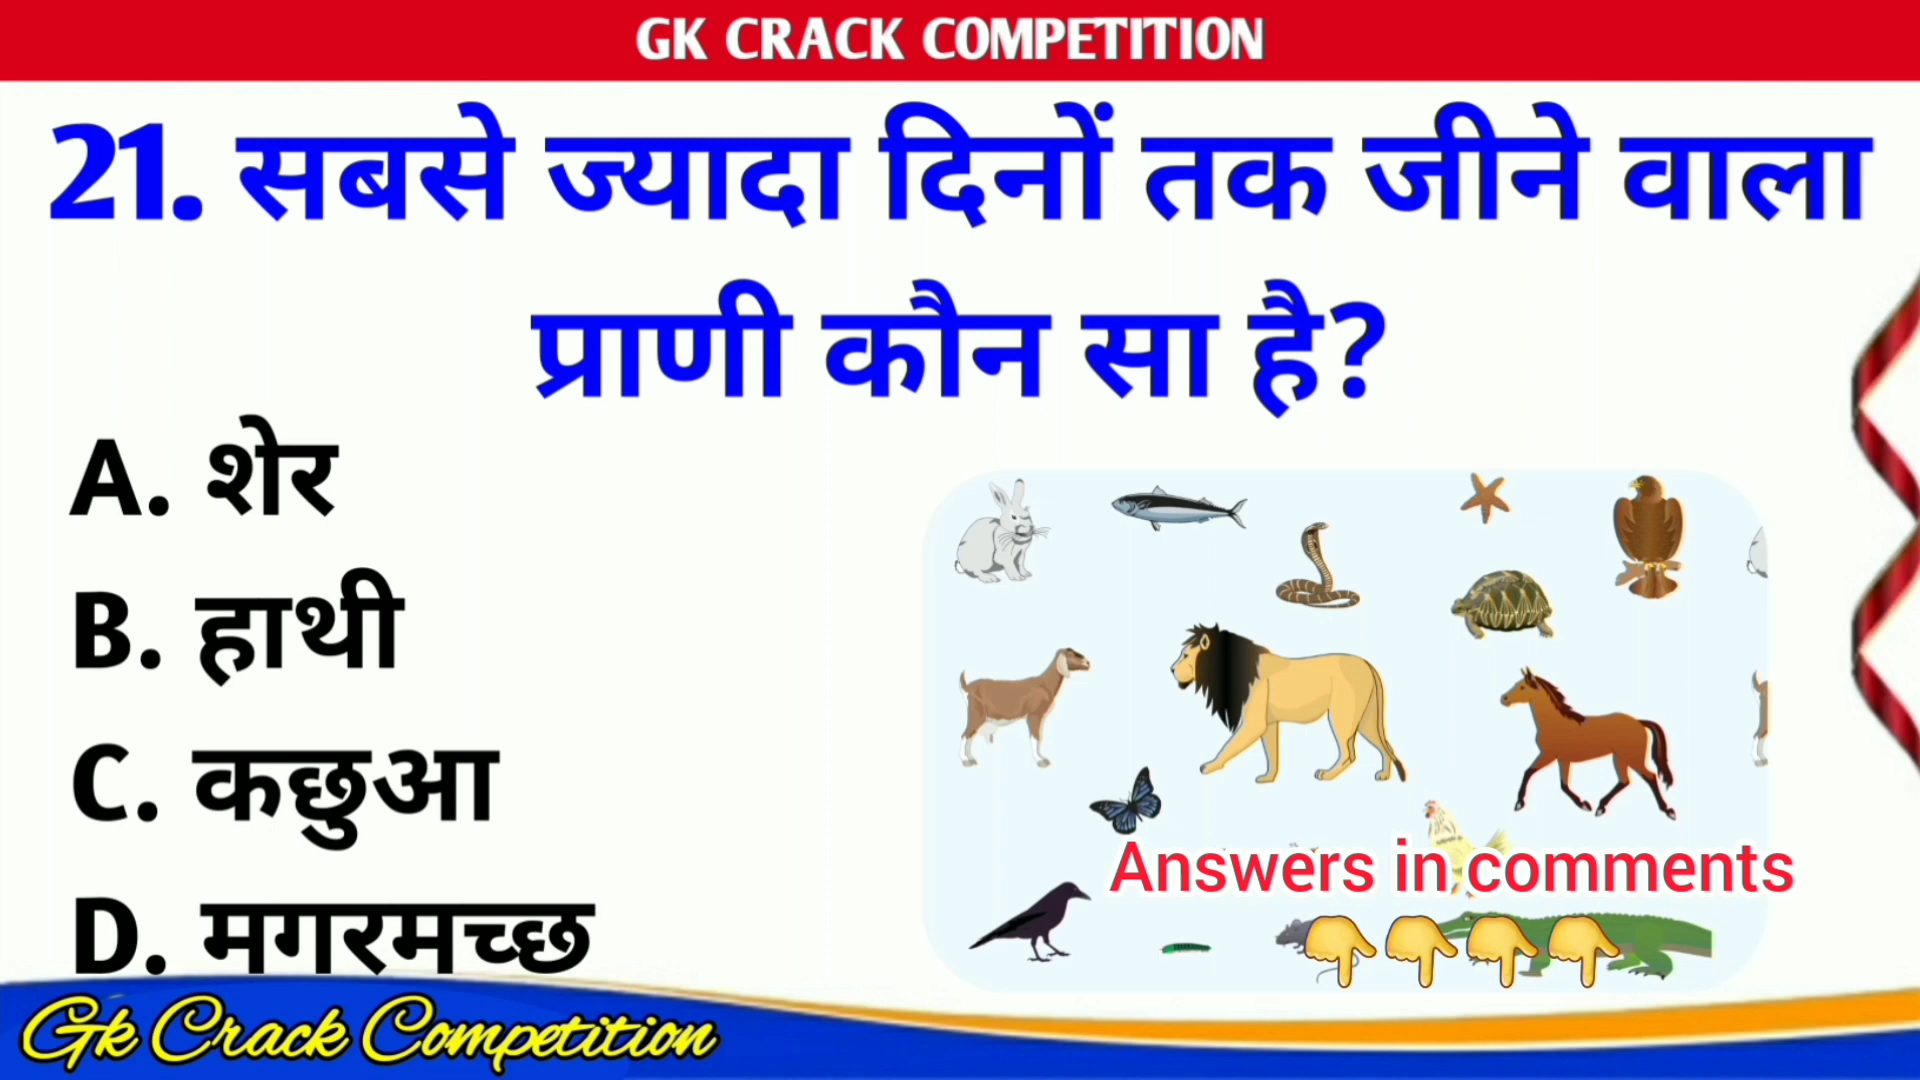 GK CRACK COMPETITION
21. सबसे ज्यादा दिनों तक जीने वाला
प्राणी कौन सा है?
A. शेर
B. हाथी
C. कछुआ
D. मगरमच्छ
Answers in comments
Gk Crack Competition